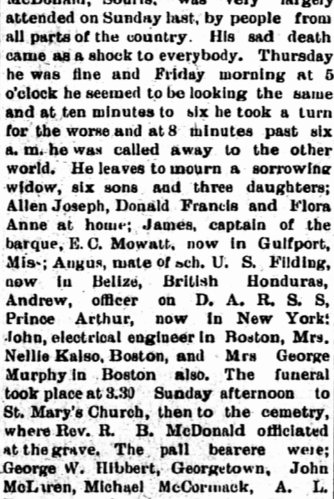 McDonald, Souris, was very largely
attended on Sunday last, by people from
all parts of the country. His sad death
came as a shock to everybody. Thursday
he was fine and Friday morning at 5
o'clock he seemed to be looking the same
and at ten minutes to six he took a turn
for the worse and at 8 minutes past six
a. m. he was called away to the other
world. He leaves to mourn a sorrowing
widow, six sons and three daughters;
Allen Joseph, Donald Francis and Flora
Anne at home; James, captain of the
barque, E. C. Mowatt, now in Gulfport,
Mis-; Angus, mate of sch. U. S. Filding,
now in Belize, British Honduras,
Andrew, officer on D. A. R. S. S,
Prince Arthur, now in New York:
John, electrical engineer in Boston, Mrs.
Nellie Kalso, Boston, and Mrs George
Murphy in Boston also. The funeral
took place at 3.30 Sunday afternoon to
St. Mary's Church, then to the cemetry,
where Rev. R. B. McDonald officiated
at the grave. The pall bearers were;
George W. Hibbert, Georgetown, John
McLaren, Michael McCormack, A. L.